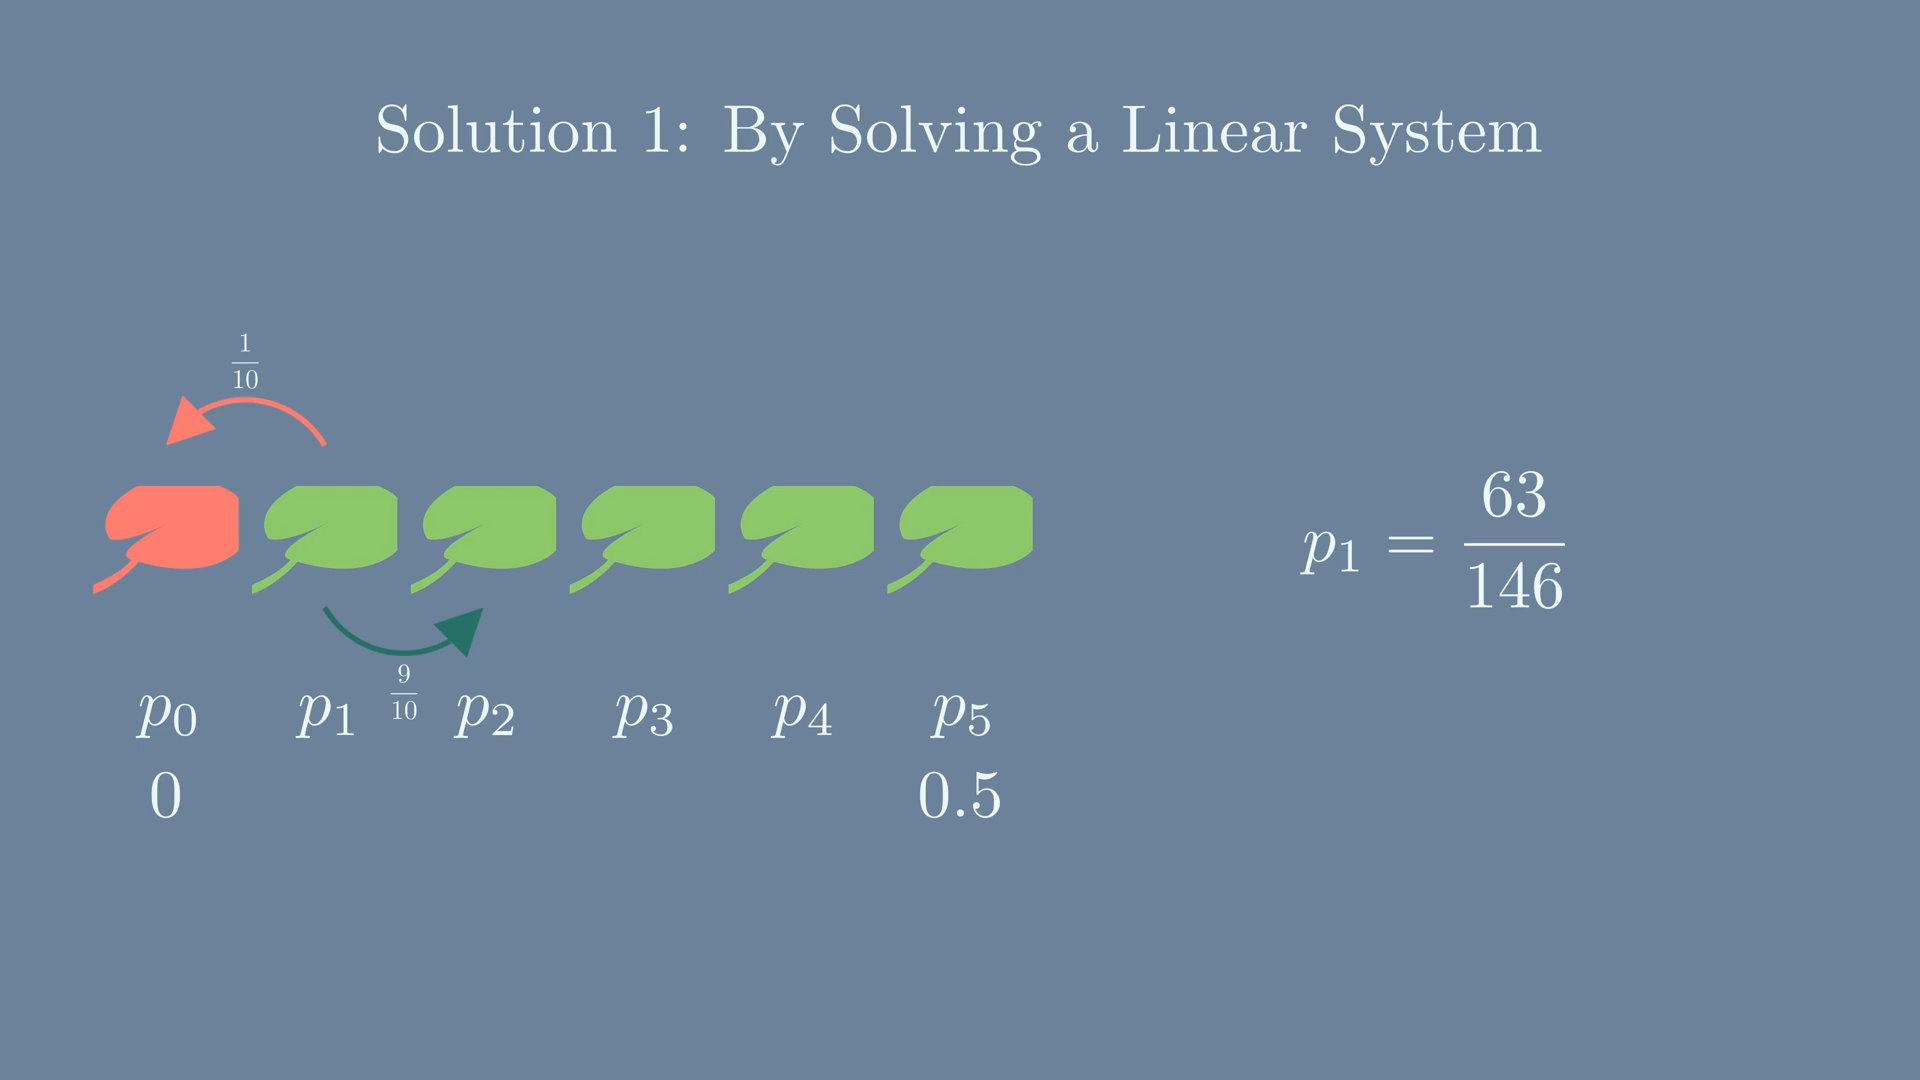 Solution 1: By Solving a Linear System
1/10
p₁ = 63/146
9/10
p₀ p₁ p₂ p₃ p₄ p₅
0 0.5